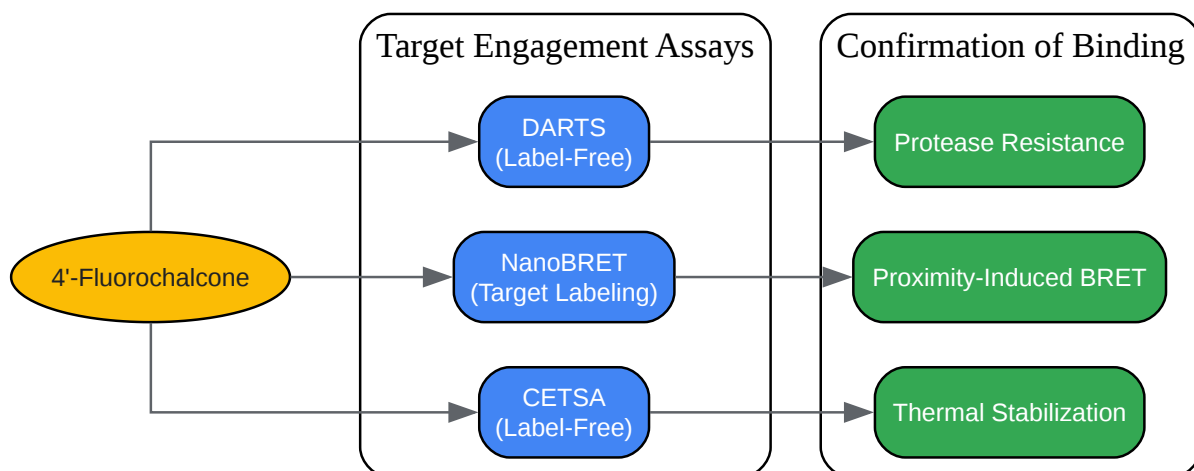 Target Engagement Assays
Confirmation of Binding
DARTS
(Label-Free)
Protease Resistance
4'-Fluorochalcone
NanoBRET
(Target Labeling)
Proximity-Induced BRET
CETSA
(Label-Free)
Thermal Stabilization